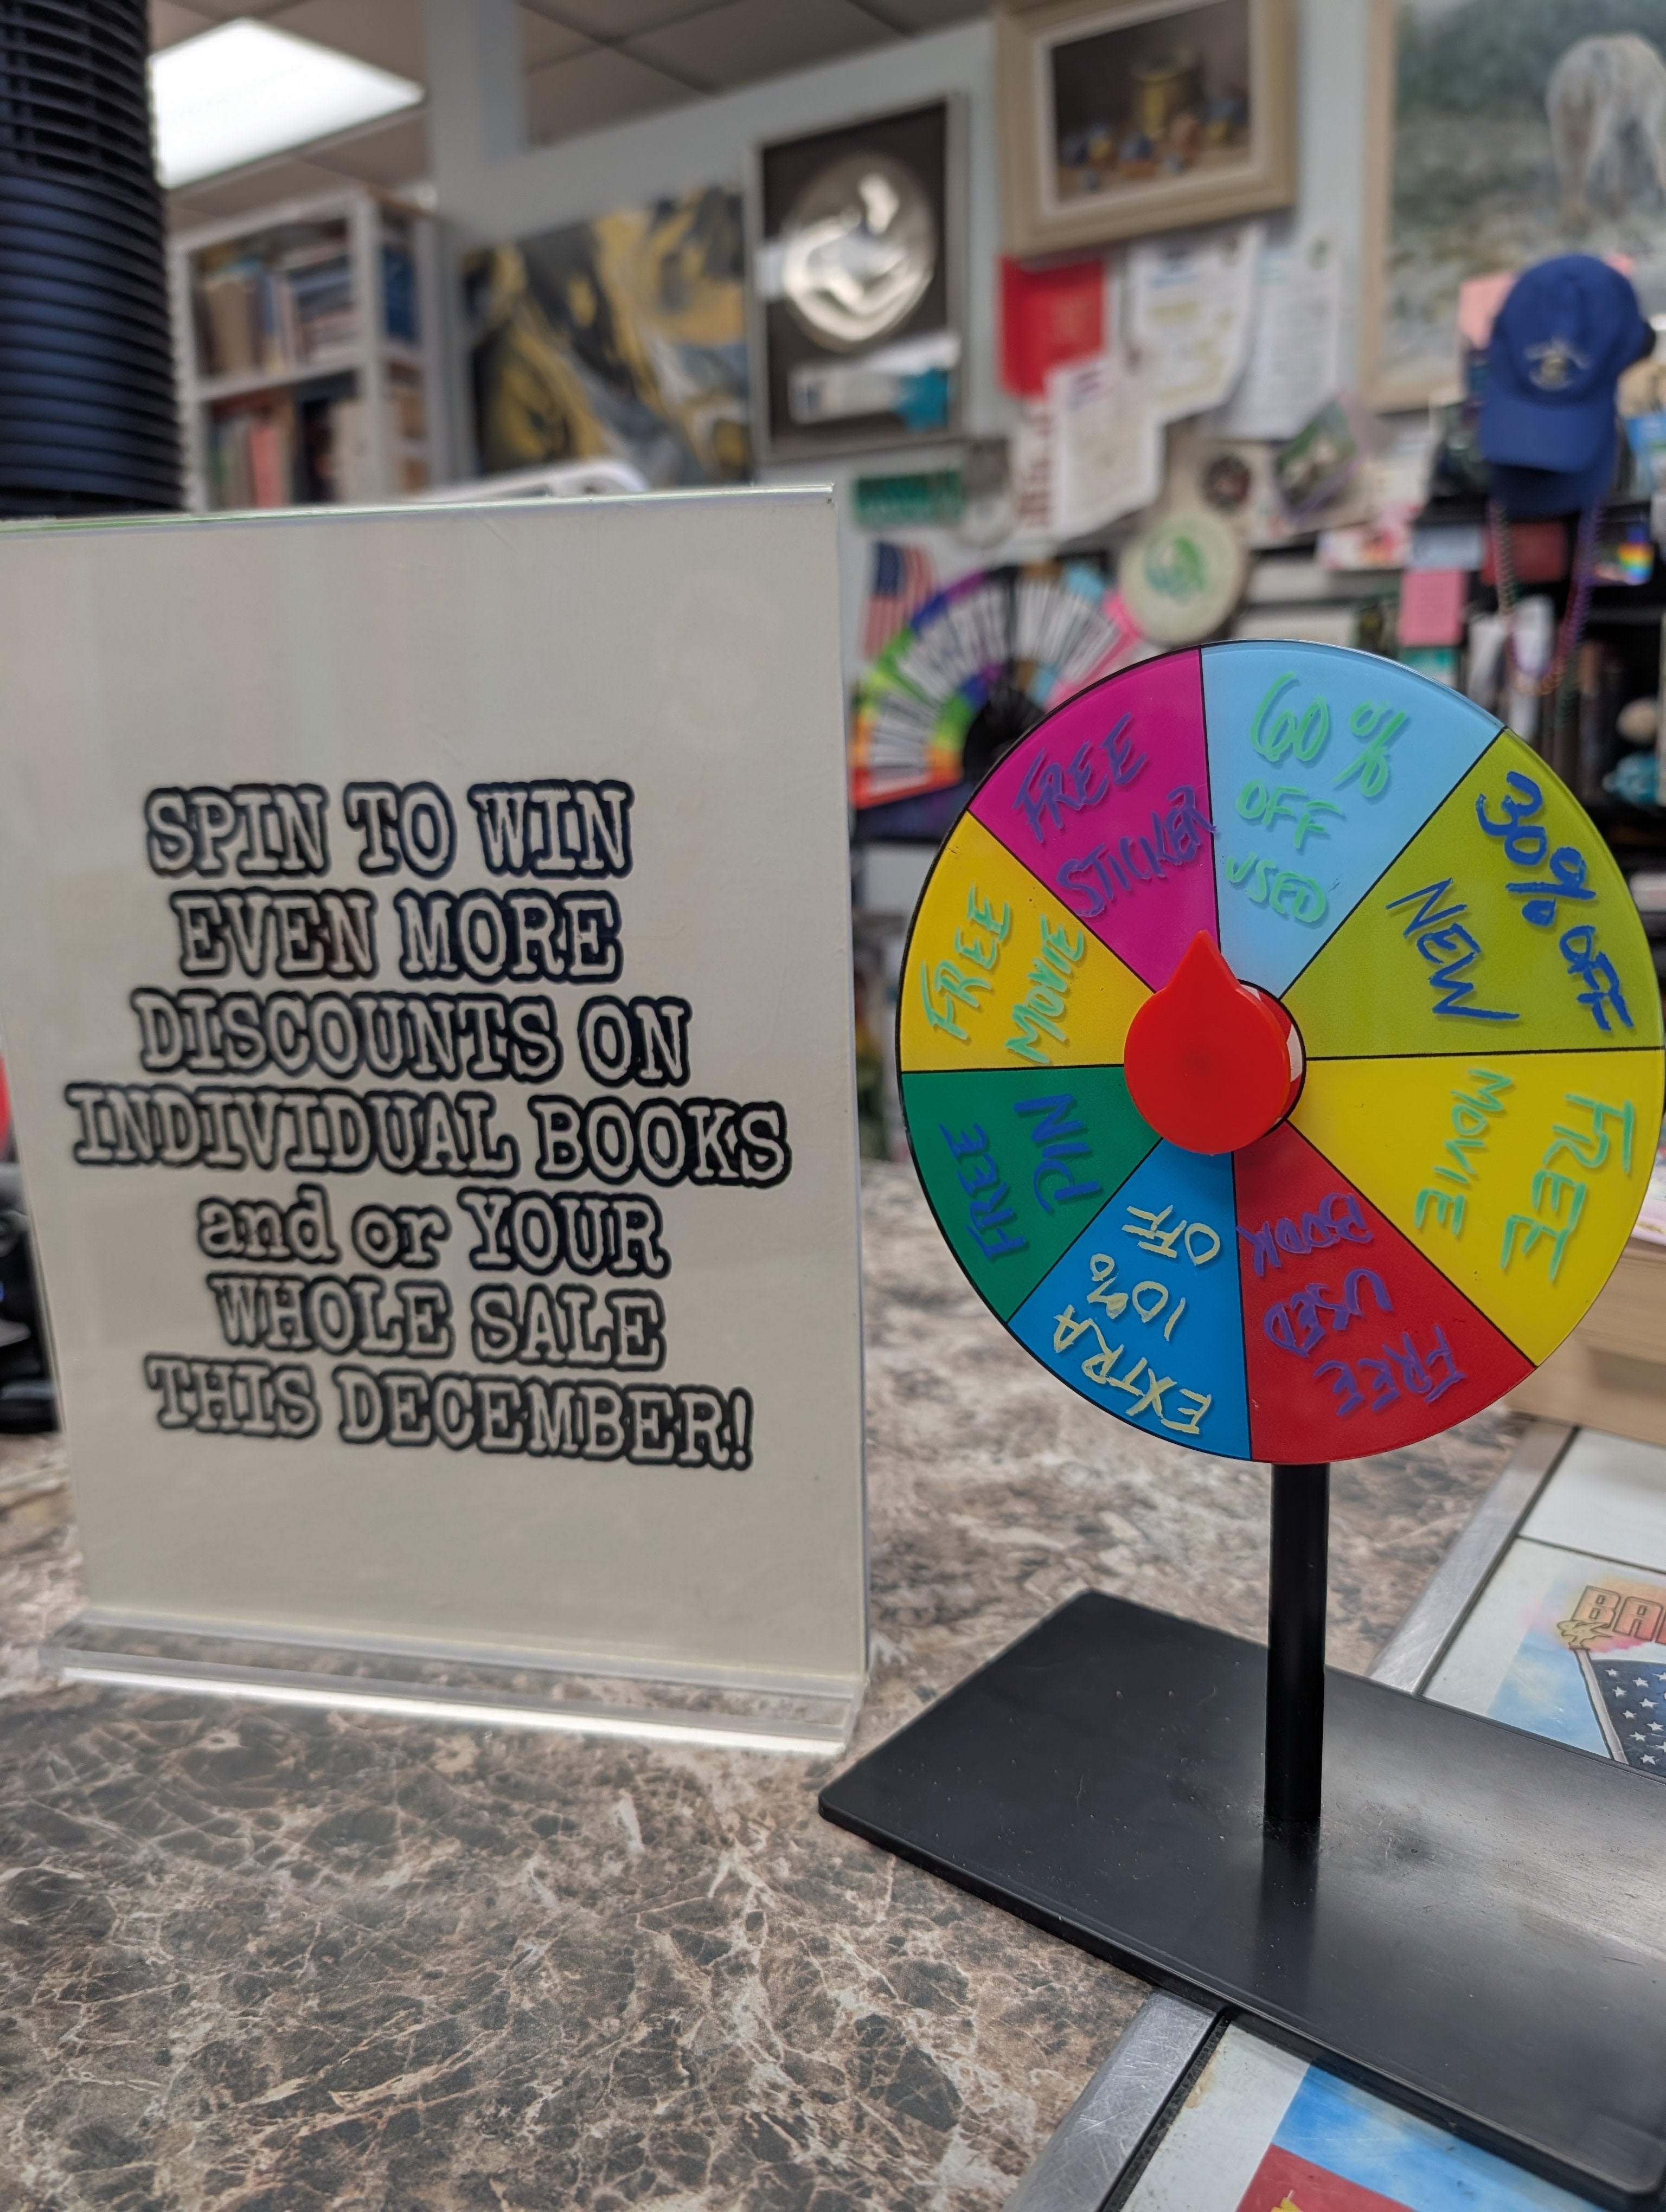 SPIN TO WIN
EVEN MORE
DISCOUNTS ON
INDIVIDUAL BOOKS
and or YOUR
WHOLE SALE
THIS DECEMBER!
60%
OFF
USED
30% OFF
NEW
FREE
MOVIE
FREE
USED
BOOK
EXTRA
10%
OFF
FREE
PIN
FREE
MOVIE
FREE
STICKER